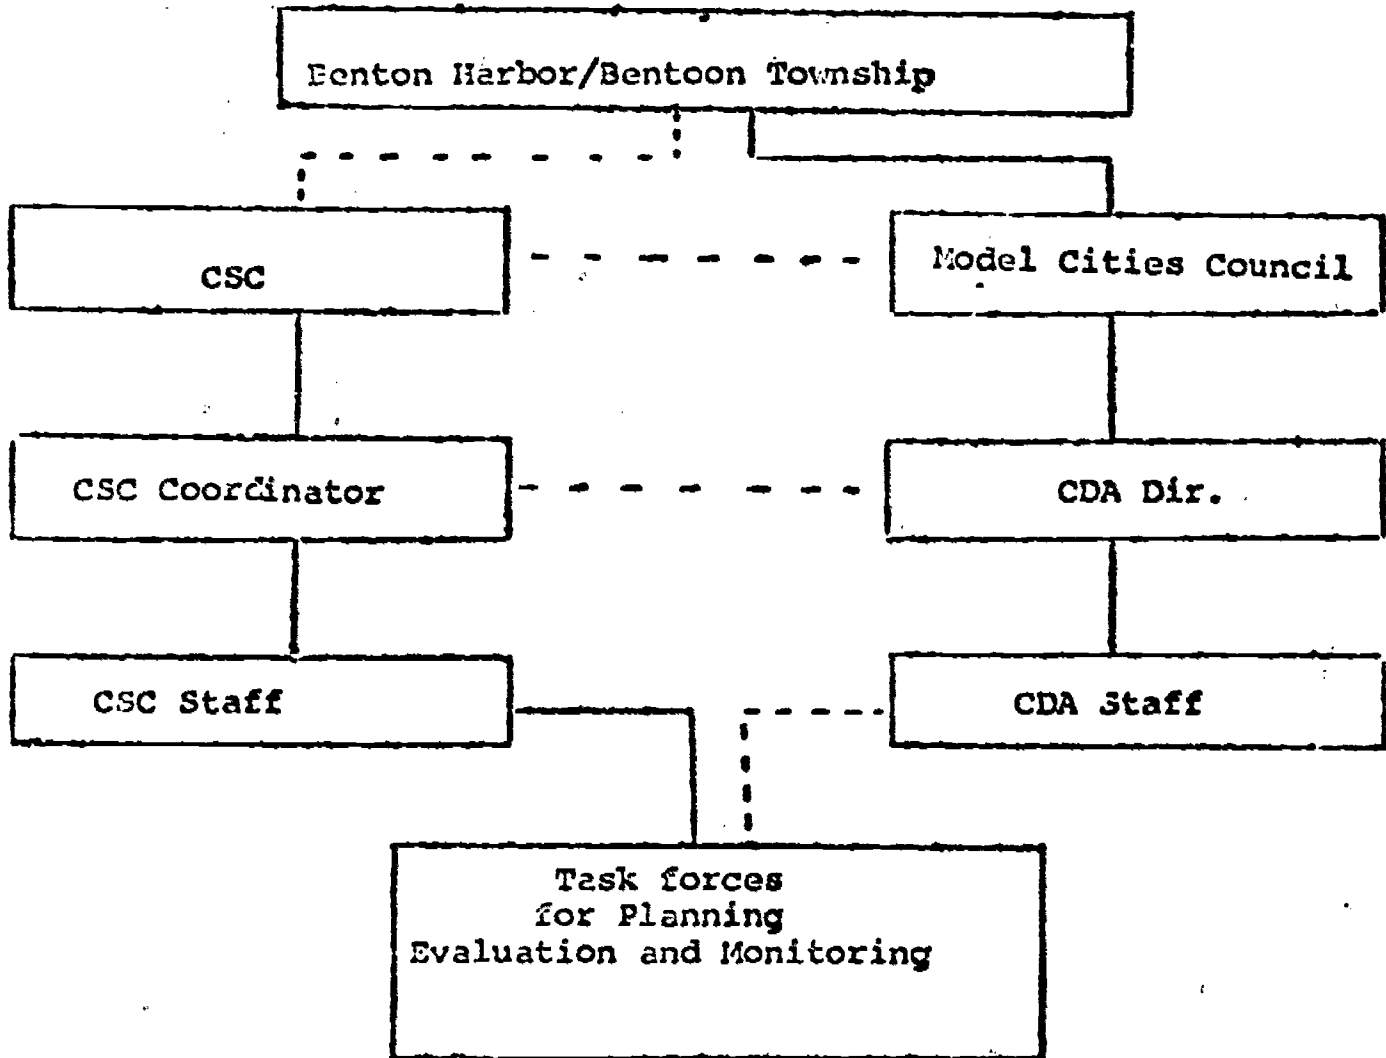 Benton Harbor/Bentoon Township
CSC
Model Cities Council
CSC Coordinator
CDA Dir.
CSC Staff
CDA Staff
Task forces
for Planning
Evaluation and Monitoring